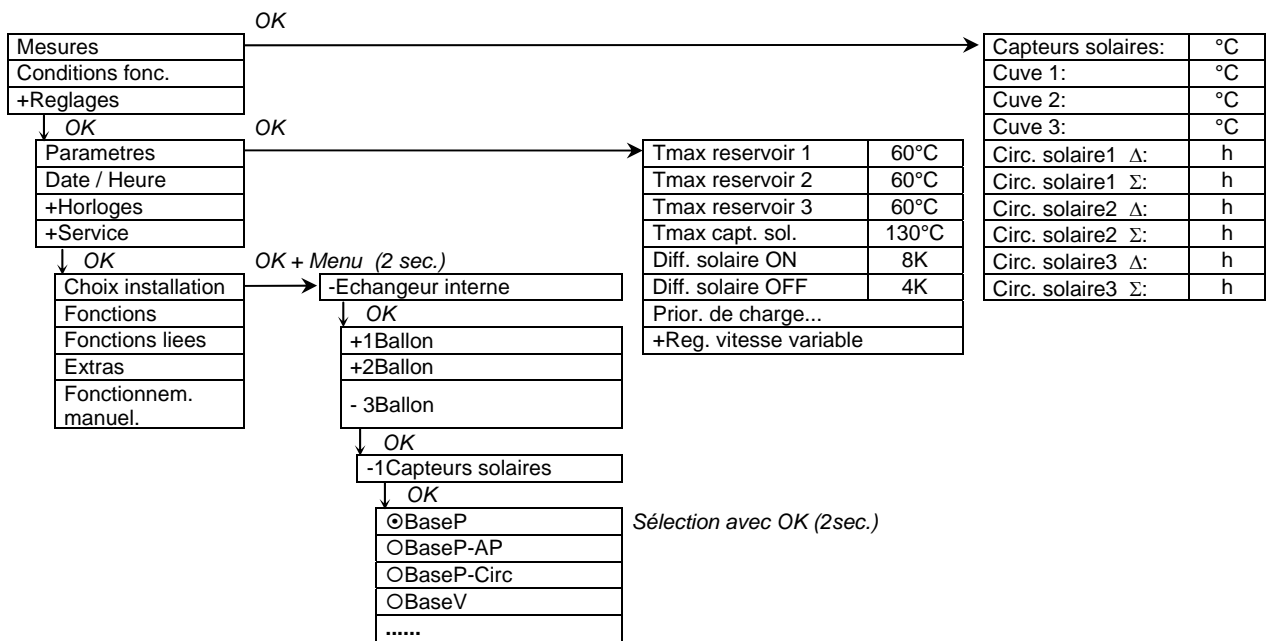 OK
Mesures
Conditions fonc.
+Reglages
Capteurs solaires: °C
Cuve 1: °C
Cuve 2: °C
Cuve 3: °C
Circ. solaire1 Δ: h
Circ. solaire1 Σ: h
Circ. solaire2 Δ: h
Circ. solaire2 Σ: h
Circ. solaire3 Δ: h
Circ. solaire3 Σ: h
OK
OK
Parametres
Date / Heure
+Horloges
+Service
Tmax reservoir 1 60°C
Tmax reservoir 2 60°C
Tmax reservoir 3 60°C
Tmax capt. sol. 130°C
Diff. solaire ON 8K
Diff. solaire OFF 4K
Prior. de charge...
+Reg. vitesse variable
OK
OK + Menu (2 sec.)
Choix installation
Fonctions
Fonctions liees
Extras
Fonctionnem.
manuel.
-Echangeur interne
OK
+1Ballon
+2Ballon
- 3Ballon
OK
-1Capteurs solaires
OK
⊙BaseP
Sélection avec OK (2sec.)
○BaseP-AP
○BaseP-Circ
○BaseV
......